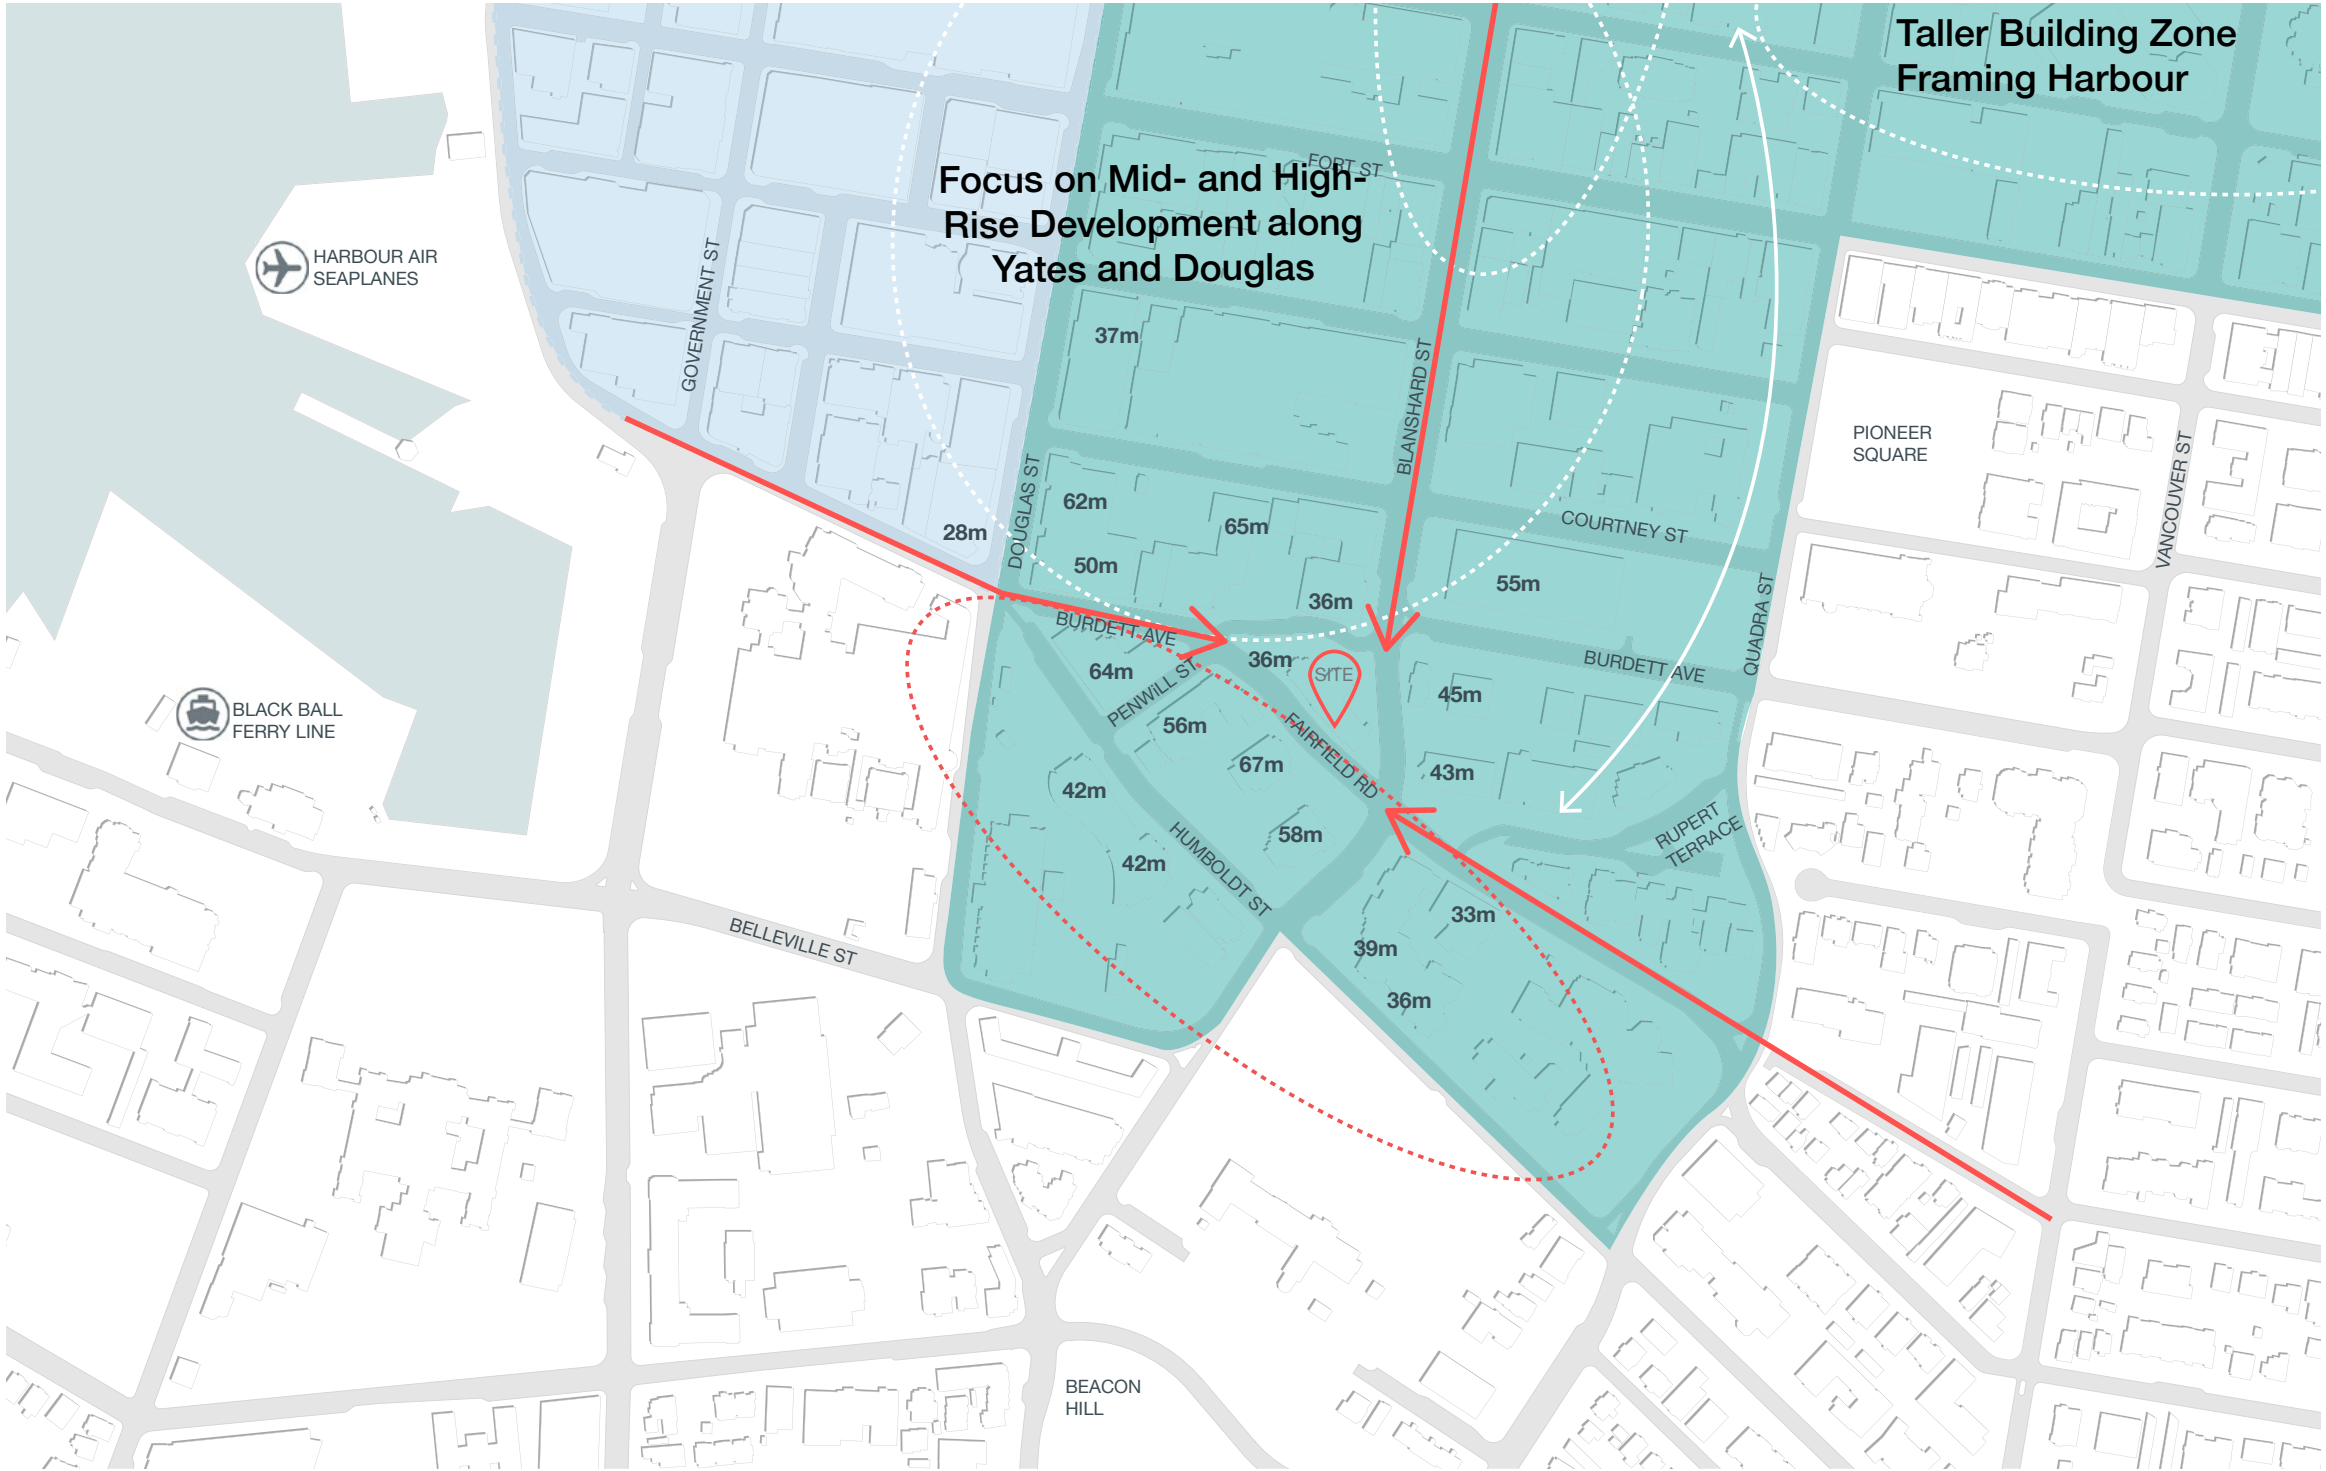 Taller Building Zone
Framing Harbour
FORT ST
Focus on Mid- and High-
Rise Development along
Yates and Douglas
HARBOUR AIR
SEAPLANES
GOVERNMENT ST
37m
BLANSHARD ST
PIONEER
SQUARE
VANCOUVER ST
DOUGLAS ST
62m
65m
28m
COURTNEY ST
50m
55m
36m
QUADRA ST
BURDETT AVE
36m
BURDETT AVE
64m
SITE
PENWILL ST
45m
BLACK BALL
FERRY LINE
56m
FAIRFIELD RD
67m
43m
42m
RUPERT
TERRACE
58m
HUMBOLDT ST
42m
33m
BELLEVILLE ST
39m
36m
BEACON
HILL